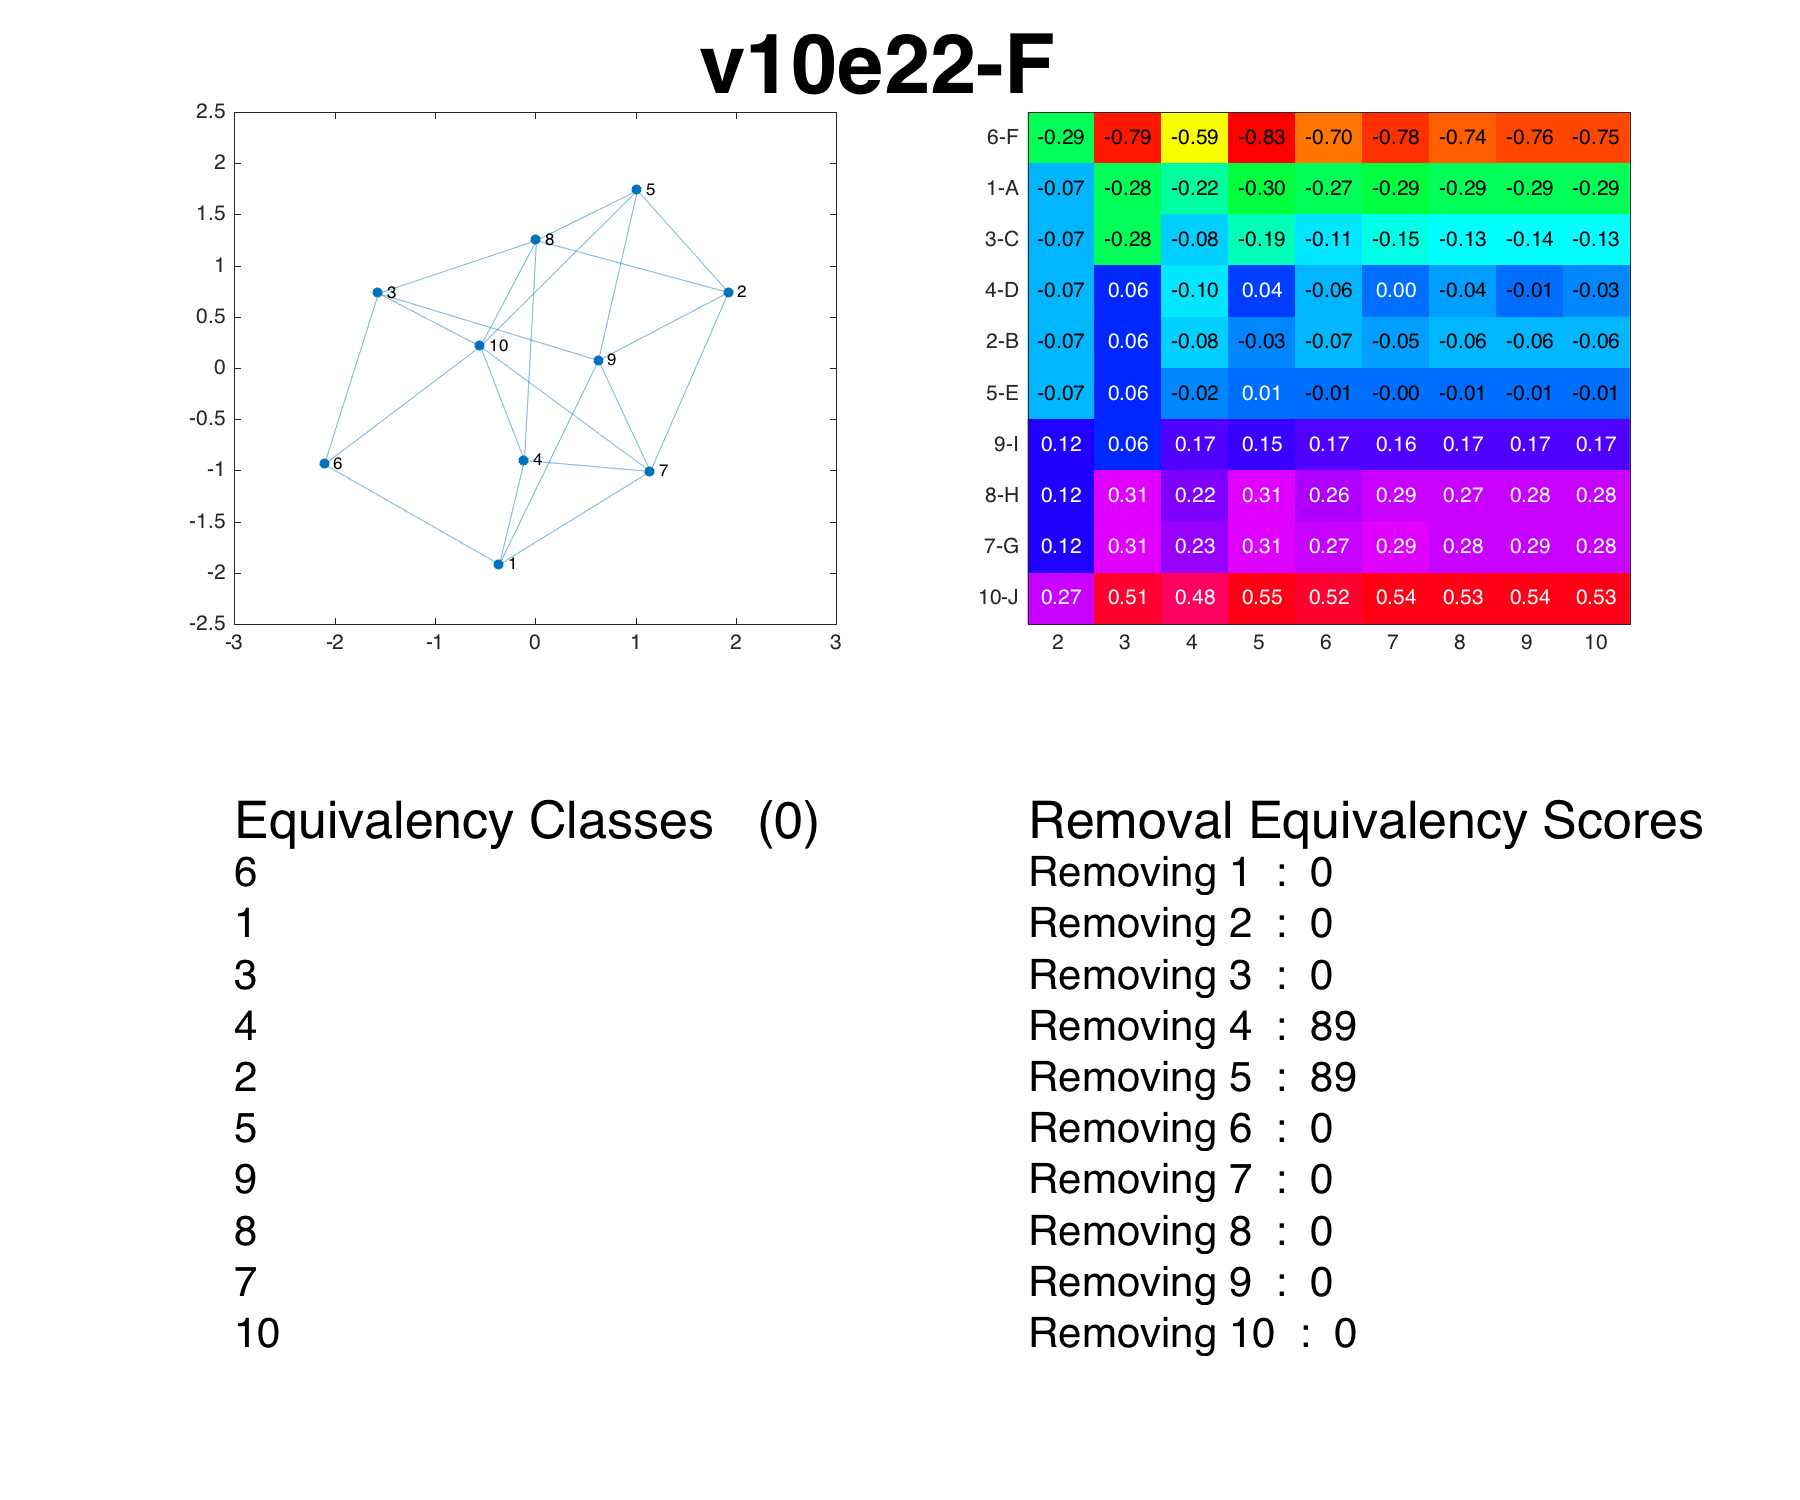 v10e22-F
2.5
2
1.5
1
0.5
0
-0.5
-1
-1.5
-2
-2.5
-3 -2 -1 0 1 2 3
5
8
3
2
10
9
6
4
7
1
6-F -0.29 -0.79 -0.59 -0.83 -0.70 -0.78 -0.74 -0.76 -0.75
1-A -0.07 -0.28 -0.22 -0.30 -0.27 -0.29 -0.29 -0.29 -0.29
3-C -0.07 -0.28 -0.08 -0.19 -0.11 -0.15 -0.13 -0.14 -0.13
4-D -0.07 0.06 -0.10 0.04 -0.06 0.00 -0.04 -0.01 -0.03
2-B -0.07 0.06 -0.08 -0.03 -0.07 -0.05 -0.06 -0.06 -0.06
5-E -0.07 0.06 -0.02 0.01 -0.01 -0.00 -0.01 -0.01 -0.01
9-I 0.12 0.06 0.17 0.15 0.17 0.16 0.17 0.17 0.17
8-H 0.12 0.31 0.22 0.31 0.26 0.29 0.27 0.28 0.28
7-G 0.12 0.31 0.23 0.31 0.27 0.29 0.28 0.29 0.28
10-J 0.27 0.51 0.48 0.55 0.52 0.54 0.53 0.54 0.53
2 3 4 5 6 7 8 9 10
Equivalency Classes (0)
6
1
3
4
2
5
9
8
7
10
Removal Equivalency Scores
Removing 1 : 0
Removing 2 : 0
Removing 3 : 0
Removing 4 : 89
Removing 5 : 89
Removing 6 : 0
Removing 7 : 0
Removing 8 : 0
Removing 9 : 0
Removing 10 : 0